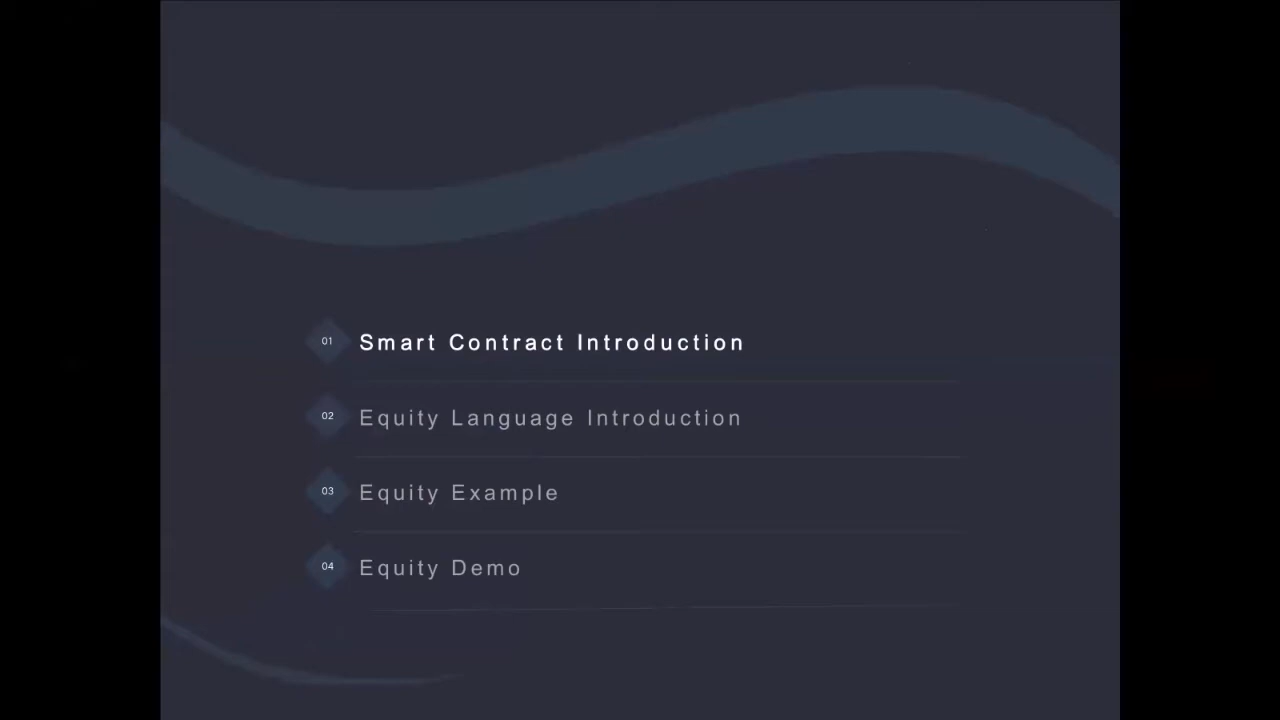 01 Smart Contract Introduction
02 Equity Language Introduction
03 Equity Example
04 Equity Demo